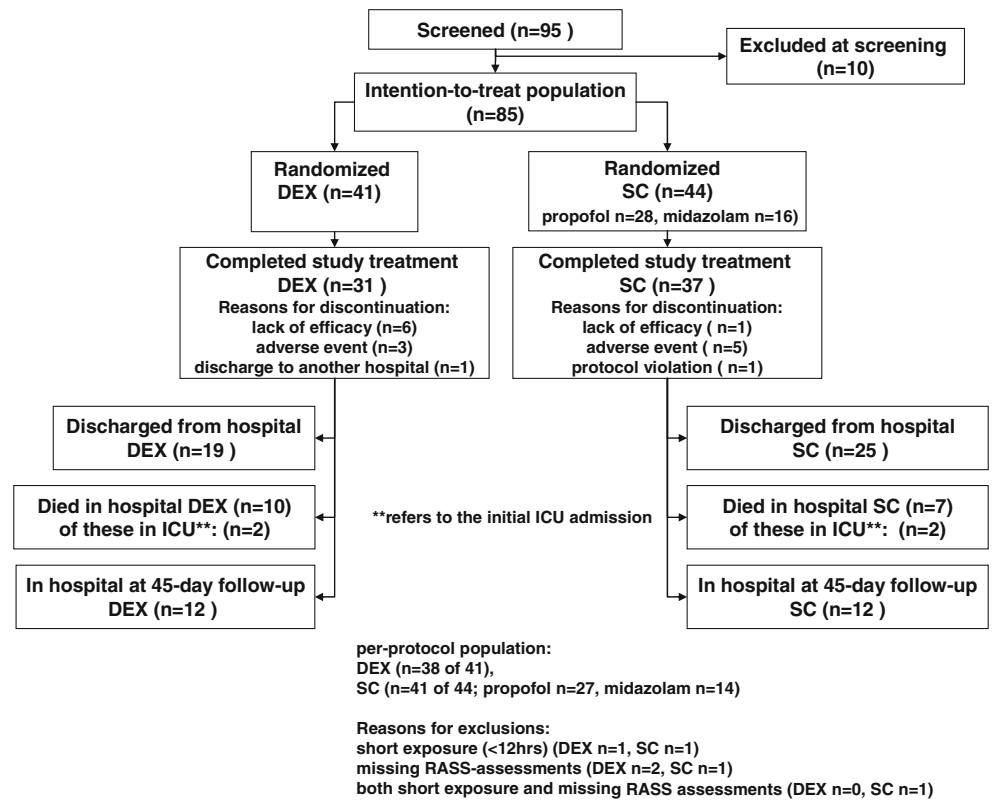 Screened (n=95 )
Excluded at screening
(n=10)
Intention-to-treat population
(n=85)
Randomized
DEX (n=41)
Randomized
SC (n=44)
propofol n=28, midazolam n=16)
Completed study treatment
DEX (n=31 )
Reasons for discontinuation:
lack of efficacy (n=6)
adverse event (n=3)
discharge to another hospital (n=1)
Completed study treatment
SC (n=37 )
Reasons for discontinuation:
lack of efficacy ( n=1)
adverse event ( n=5)
protocol violation ( n=1)
Discharged from hospital
DEX (n=19 )
Discharged from hospital
SC (n=25 )
Died in hospital DEX (n=10)
of these in ICU**: (n=2)
**refers to the initial ICU admission
Died in hospital SC (n=7)
of these in ICU**: (n=2)
In hospital at 45-day follow-up
DEX (n=12 )
In hospital at 45-day follow-up
SC (n=12 )
per-protocol population:
DEX (n=38 of 41),
SC (n=41 of 44; propofol n=27, midazolam n=14)
Reasons for exclusions:
short exposure (<12hrs) (DEX n=1, SC n=1)
missing RASS-assessments (DEX n=2, SC n=1)
both short exposure and missing RASS assessments (DEX n=0, SC n=1)